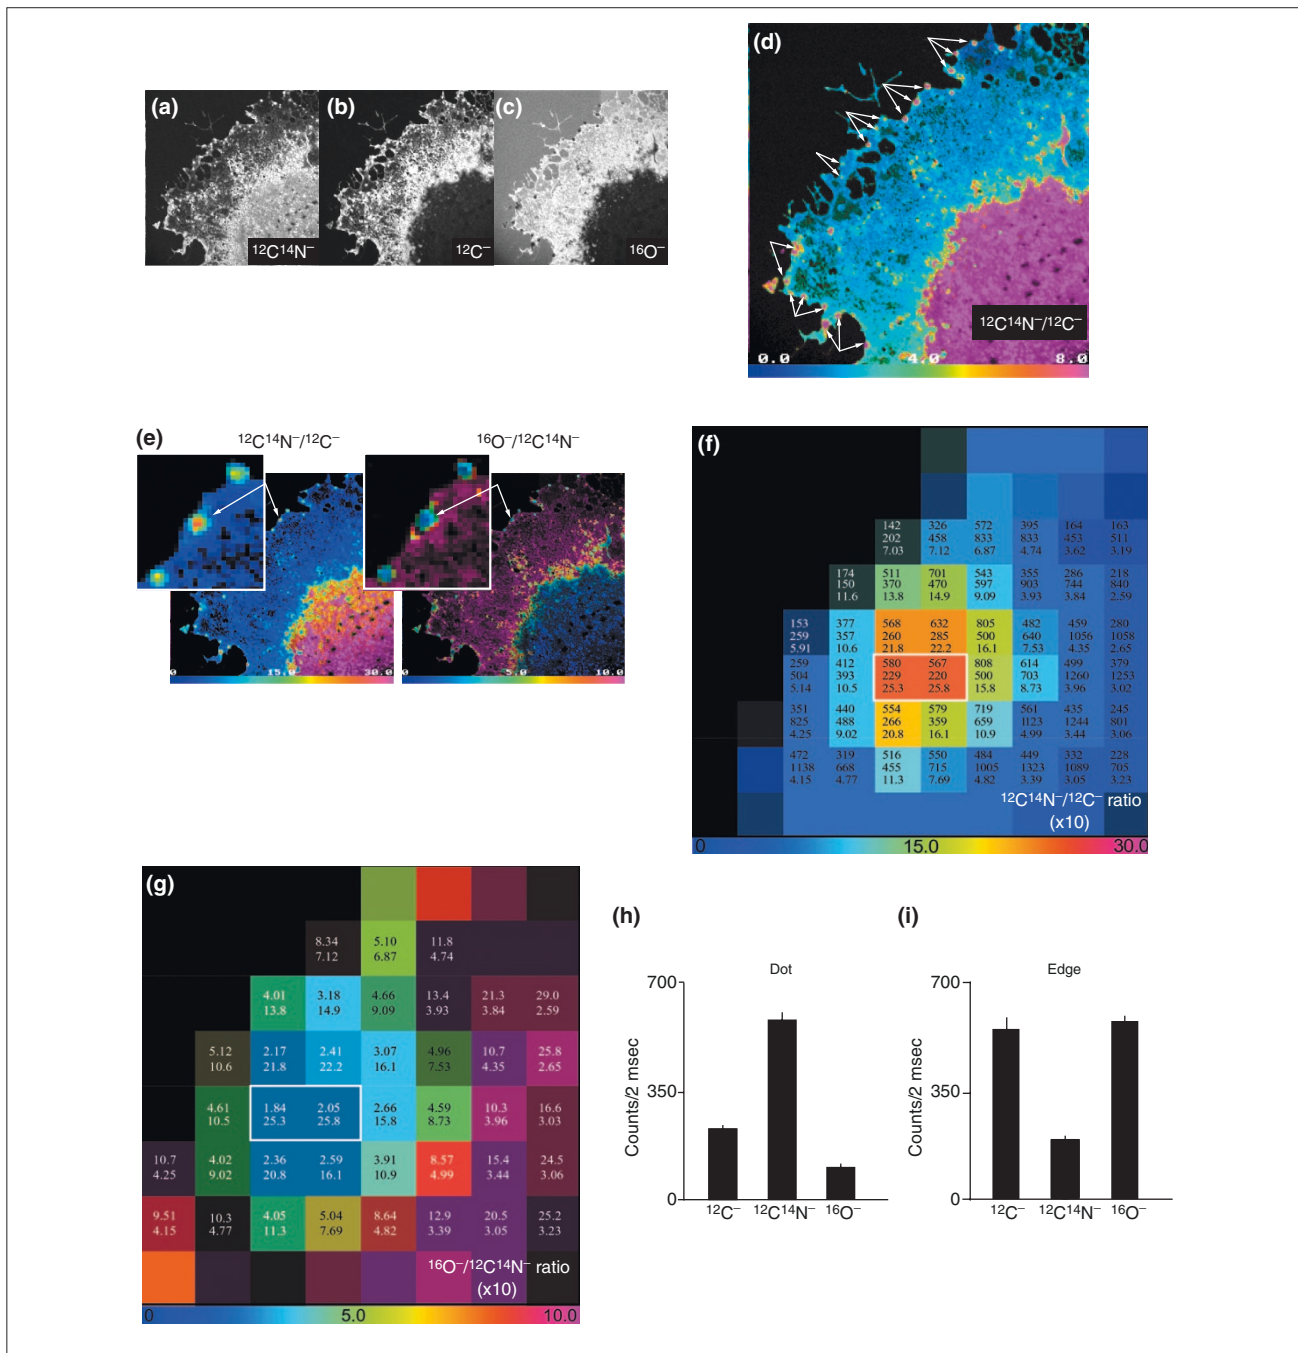 (a)
(b)
(c)
¹²C¹⁴N⁻
¹²C⁻
¹⁶O⁻
(d)
¹²C¹⁴N⁻/¹²C⁻
0.0 4.0 8.0
(e)
¹²C¹⁴N⁻/¹²C⁻
¹⁶O⁻/¹²C¹⁴N⁻
0 15.0 30.0
0 5.0 10.0
(f)
142 326 572 395 164 163
202 458 833 833 453 511
7.03 7.12 6.87 4.74 3.62 3.19
174 511 701 543 355 286 218
150 370 470 597 903 744 840
11.6 13.8 14.9 9.09 3.93 3.84 2.59
153 377 568 632 805 482 459 280
259 357 260 285 500 640 1056 1058
5.91 10.6 21.8 22.2 16.1 7.53 4.35 2.65
259 412 580 567 808 614 499 379
504 393 229 220 500 703 1260 1253
5.14 10.5 25.3 25.8 15.8 8.73 3.96 3.02
351 440 554 579 719 561 435 245
825 488 266 359 659 1123 1244 801
4.25 9.02 20.8 16.1 10.9 4.99 3.44 3.06
472 319 516 550 484 449 332 228
1138 668 455 715 1005 1323 1089 705
4.15 4.77 11.3 7.69 4.82 3.39 3.05 3.23
¹²C¹⁴N⁻/¹²C⁻ ratio
(x10)
0 15.0 30.0
(g)
8.34 5.10 11.8
7.12 6.87 4.74
4.01 3.18 4.66 13.4 21.3 29.0
13.8 14.9 9.09 3.93 3.84 2.59
5.12 2.17 2.41 3.07 4.96 10.7 25.8
10.6 21.8 22.2 16.1 7.53 4.35 2.65
4.61 1.84 2.05 2.66 4.59 10.3 16.6
10.5 25.3 25.8 15.8 8.73 3.96 3.03
10.7 4.02 2.36 2.59 3.91 8.57 15.4 24.5
4.25 9.02 20.8 16.1 10.9 4.99 3.44 3.06
9.51 10.3 4.05 5.04 8.64 12.9 20.5 25.2
4.15 4.77 11.3 7.69 4.82 3.39 3.05 3.23
¹⁶O⁻/¹²C¹⁴N⁻ ratio
(x10)
0 5.0 10.0
(h)
Dot
700
350
0
Counts/2 msec
¹²C⁻ ¹²C¹⁴N⁻ ¹⁶O⁻
(i)
Edge
700
350
0
Counts/2 msec
¹²C⁻ ¹²C¹⁴N⁻ ¹⁶O⁻